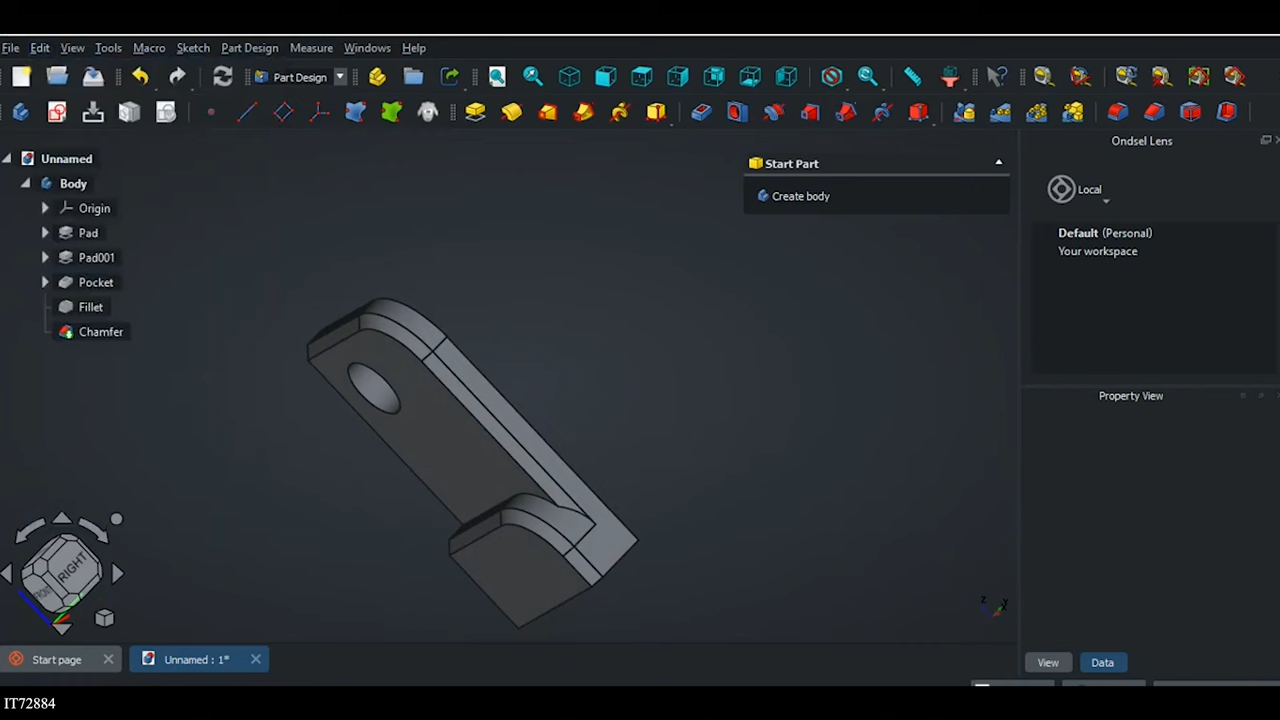 File Edit View Tools Macro Sketch Part Design Measure Windows Help
Part Design
Ondsel Lens
Unnamed
Start Part
Body
Local
Create body
Origin
Pad
Default (Personal)
Pad001
Your workspace
Pocket
Fillet
Chamfer
Property View
RIGHT
FRONT
Z Y
Start page
Unnamed : 1*
View
Data
IT72884